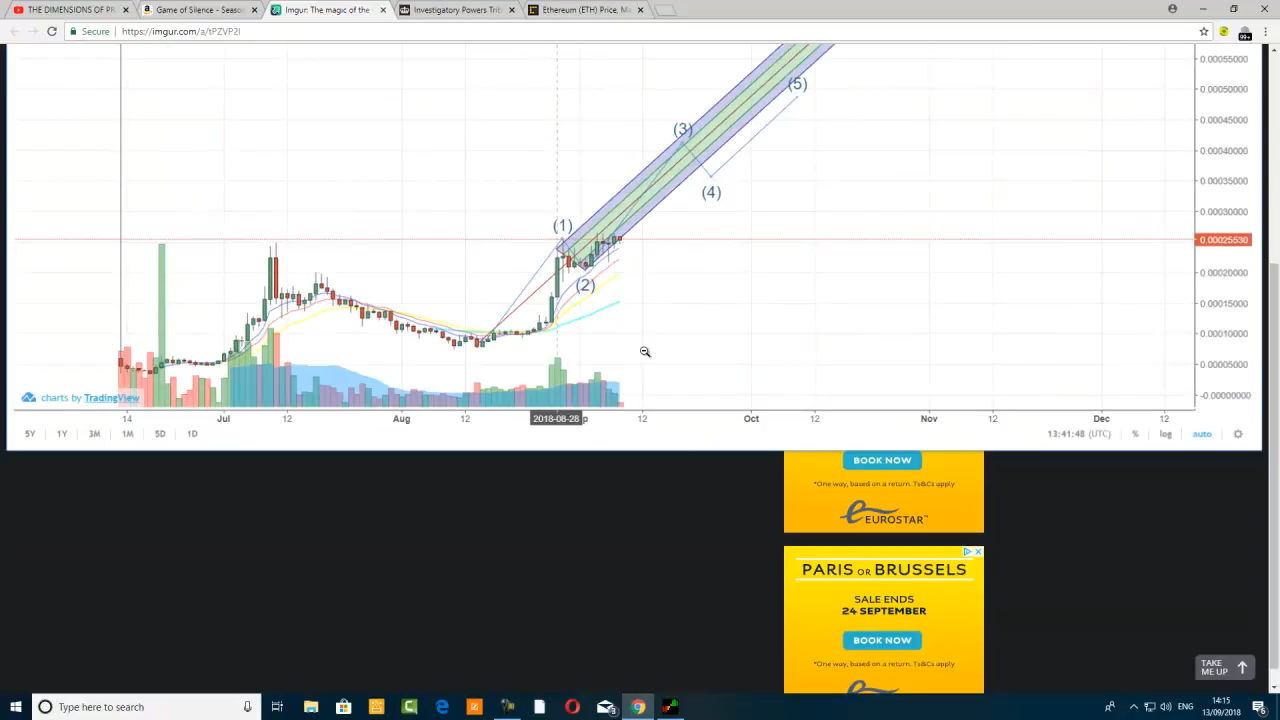 THE DIMENSIONS OF PR
Game of Silence - Seaso
Imgur: The magic of the
Investigatory Powers Trib
Ethereum (ETH) Price, Ma
Secure
https://imgur.com/a/tPZVP2I
99+
0.00055000
(5)
0.00050000
(3)
0.00045000
0.00040000
(4)
0.00035000
(1)
0.00030000
0.00025530
(2)
0.00020000
0.00015000
0.00010000
0.00005000
-0.00000000
charts by TradingView
14
Jul
12
Aug
12
2018-08-28
12
Oct
12
Nov
12
Dec
12
5Y
1Y
3M
1M
5D
1D
13:41:48 (UTC)
%
log
auto
BOOK NOW
*One way, based on a return. Ts&Cs apply
EUROSTAR™
PARIS OR BRUSSELS
SALE ENDS
24 SEPTEMBER
BOOK NOW
*One way, based on a return. Ts&Cs apply
TAKE
ME UP
Type here to search
ENG
14:15
13/09/2018